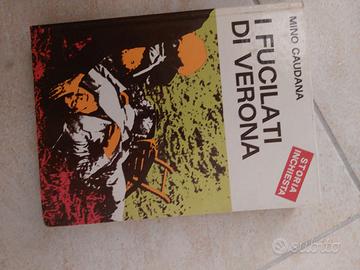 MINO CAUDANA
I FUCILATI
DI VERONA
STORIA
INCHIESTA
subito